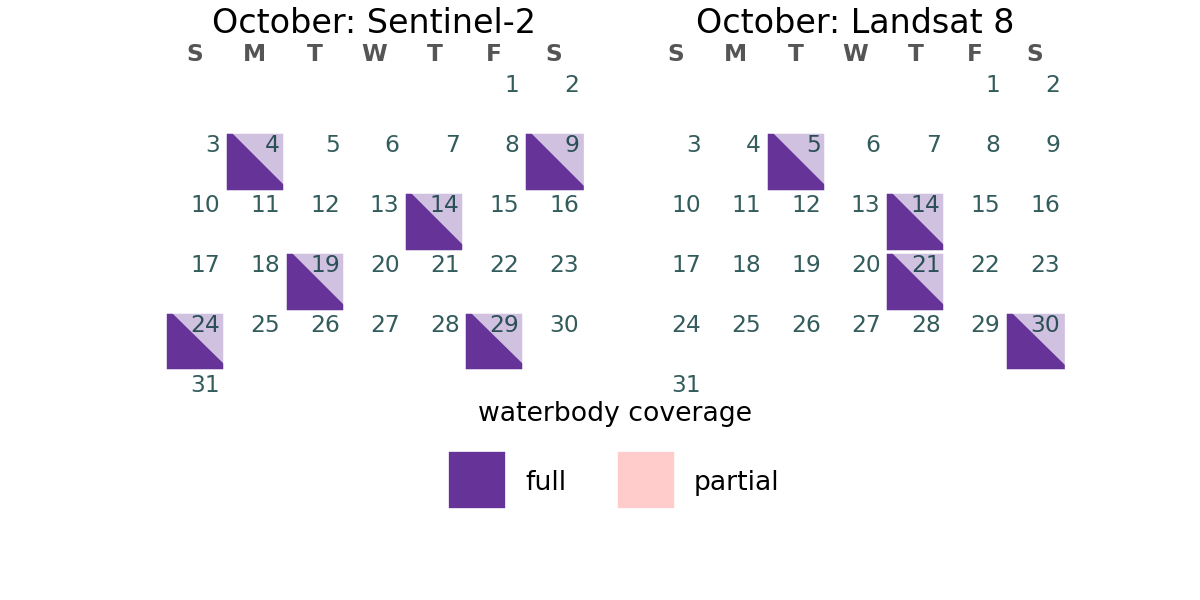 October: Sentinel-2
S M T W T F S
1 2
3 4 5 6 7 8 9
10 11 12 13 14 15 16
17 18 19 20 21 22 23
24 25 26 27 28 29 30
31
October: Landsat 8
S M T W T F S
1 2
3 4 5 6 7 8 9
10 11 12 13 14 15 16
17 18 19 20 21 22 23
24 25 26 27 28 29 30
31
waterbody coverage
full
partial